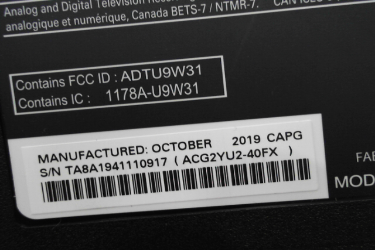 Analog and Digital Television
analogique et numérique, Canada BETS-7 / NTMR-7.
Contains FCC ID : ADTU9W31
Contains IC : 1178A-U9W31
MANUFACTURED: OCTOBER 2019 CAPG
S/N TA8A1941110917 ( ACG2YU2-40FX )
MOD